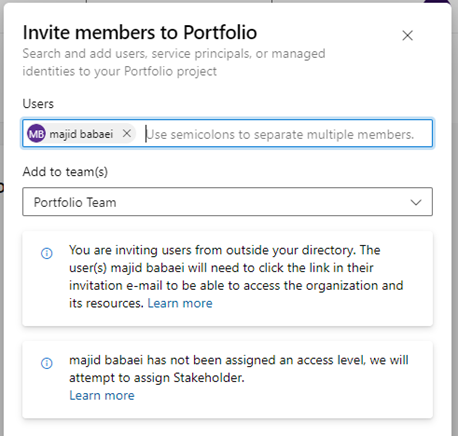 Invite members to Portfolio
Search and add users, service principals, or managed
identities to your Portfolio project
Users
MB majid babaei Use semicolons to separate multiple members.
Add to team(s)
Portfolio Team
You are inviting users from outside your directory. The
user(s) majid babaei will need to click the link in their
invitation e-mail to be able to access the organization and
its resources. Learn more
majid babaei has not been assigned an access level, we will
attempt to assign Stakeholder.
Learn more